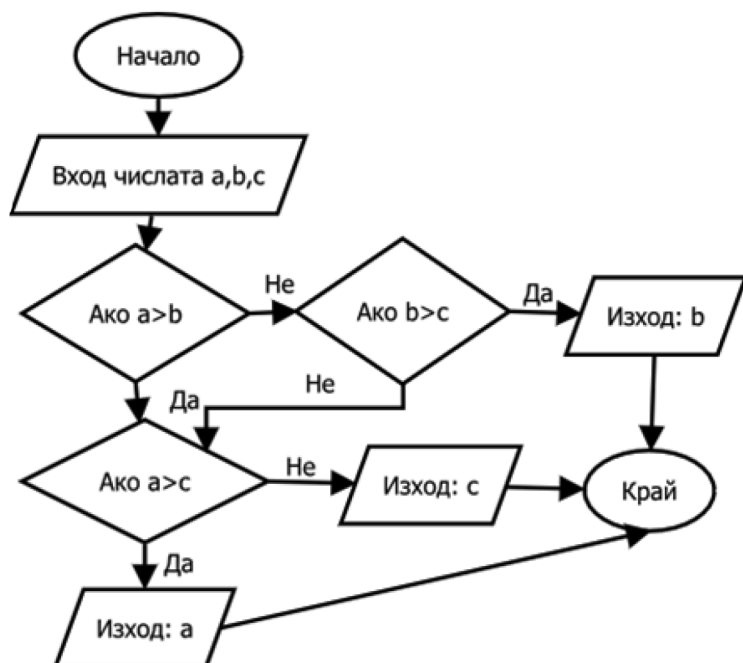 Начало
Вход числата a,b,c
Ако a>b
Не
Ако b>c
Да
Изход: b
Да
Не
Ако a>c
Не
Изход: c
Край
Да
Изход: a